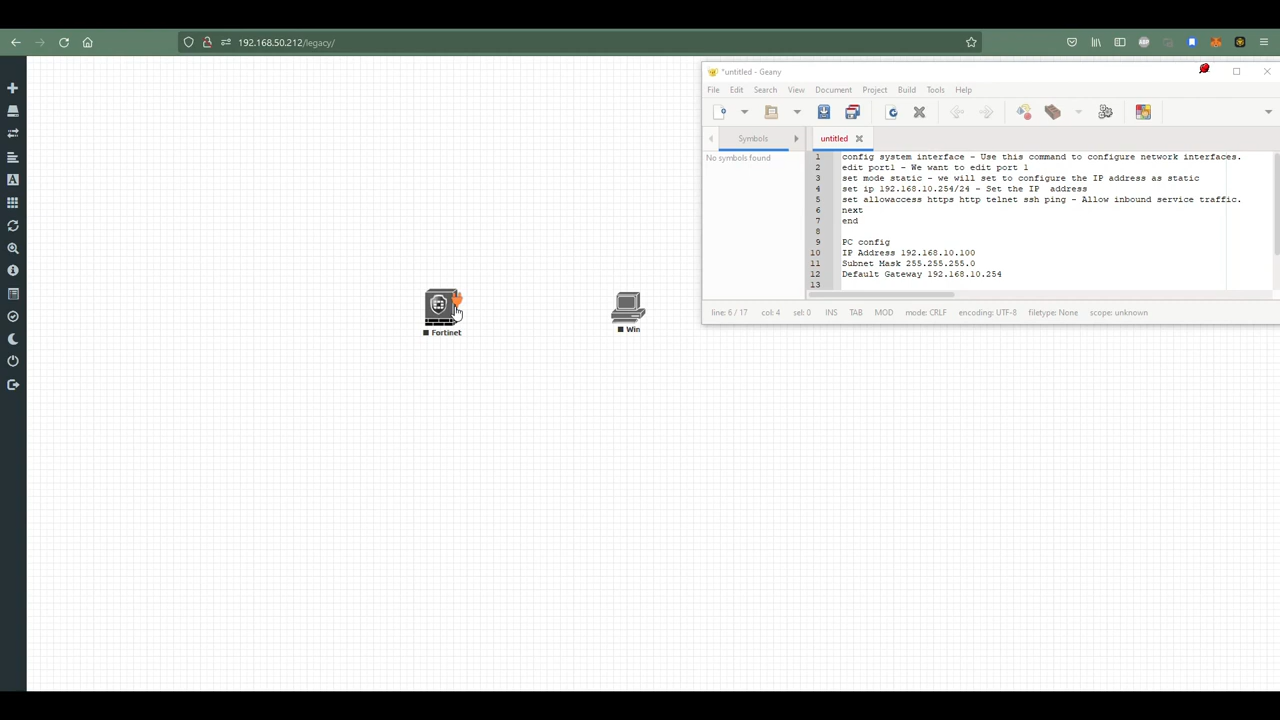 192.168.50.212/legacy/
*untitled - Geany
File Edit Search View Document Project Build Tools Help
Symbols
untitled
No symbols found
1 config system interface - Use this command to configure network interfaces.
2 edit port1 - We want to edit port 1
3 set mode static - we will set to configure the IP address as static
4 set ip 192.168.10.254/24 - Set the IP  address
5 set allowaccess https http telnet ssh ping - Allow inbound service traffic.
6 next
7 end
8
9 PC config
10 IP Address 192.168.10.100
11 Subnet Mask 255.255.255.0
12 Default Gateway 192.168.10.254
13
line: 6 / 17 col: 4 sel: 0 INS TAB MOD mode: CRLF encoding: UTF-8 filetype: None scope: unknown
Fortinet
Win